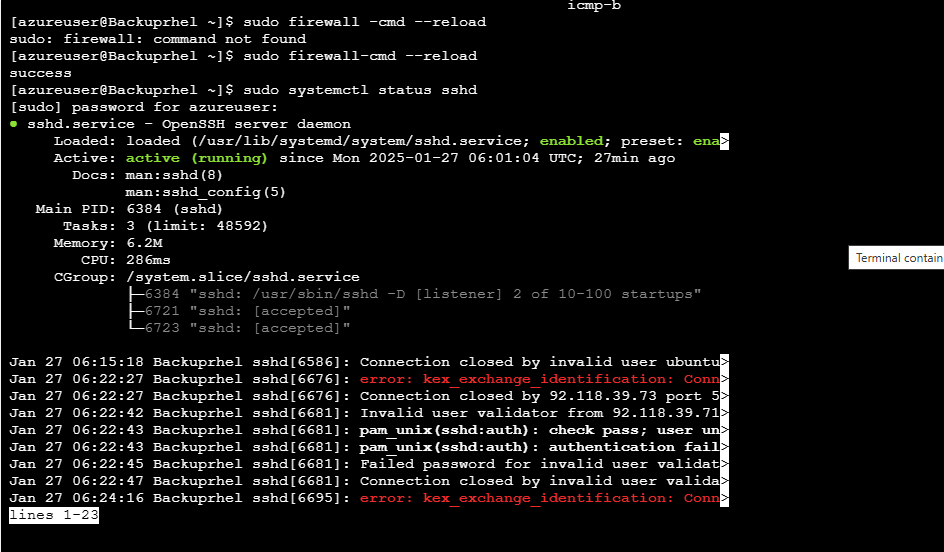 icmp-b
[azureuser@Backuprhel ~]$ sudo firewall -cmd --reload
sudo: firewall: command not found
[azureuser@Backuprhel ~]$ sudo firewall-cmd --reload
success
[azureuser@Backuprhel ~]$ sudo systemctl status sshd
[sudo] password for azureuser:
● sshd.service - OpenSSH server daemon
     Loaded: loaded (/usr/lib/systemd/system/sshd.service; enabled; preset: ena>
     Active: active (running) since Mon 2025-01-27 06:01:04 UTC; 27min ago
       Docs: man:sshd(8)
             man:sshd_config(5)
   Main PID: 6384 (sshd)
      Tasks: 3 (limit: 48592)
     Memory: 6.2M
        CPU: 286ms
     CGroup: /system.slice/sshd.service
Terminal contain
             ├─6384 "sshd: /usr/sbin/sshd -D [listener] 2 of 10-100 startups"
             ├─6721 "sshd: [accepted]"
             └─6723 "sshd: [accepted]"
Jan 27 06:15:18 Backuprhel sshd[6586]: Connection closed by invalid user ubuntu>
Jan 27 06:22:27 Backuprhel sshd[6676]: error: kex_exchange_identification: Conn>
Jan 27 06:22:27 Backuprhel sshd[6676]: Connection closed by 92.118.39.73 port 5>
Jan 27 06:22:42 Backuprhel sshd[6681]: Invalid user validator from 92.118.39.71>
Jan 27 06:22:43 Backuprhel sshd[6681]: pam_unix(sshd:auth): check pass; user un>
Jan 27 06:22:43 Backuprhel sshd[6681]: pam_unix(sshd:auth): authentication fail>
Jan 27 06:22:45 Backuprhel sshd[6681]: Failed password for invalid user validat>
Jan 27 06:22:47 Backuprhel sshd[6681]: Connection closed by invalid user valida>
Jan 27 06:24:16 Backuprhel sshd[6695]: error: kex_exchange_identification: Conn>
lines 1-23